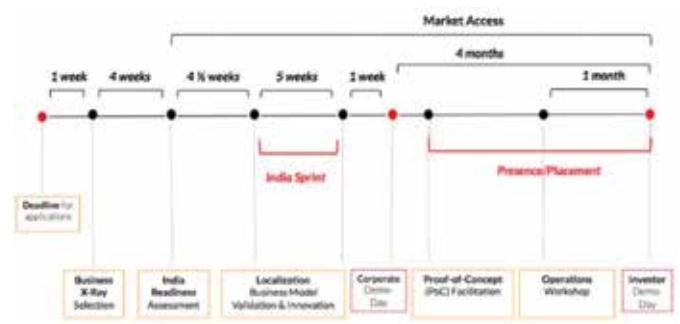 Market Access
4 months
1 week
4 weeks
4 ½ weeks
5 weeks
1 week
1 month
India Sprint
Presence/Placement
Deadline for
applications
Business
X-Ray
Selection
India
Readiness
Assessment
Localization
Business Model
Validation & Innovation
Corporate
Demo
Day
Proof-of-Concept
(PoC) Facilitation
Operations
Workshop
Investor
Demo
Day